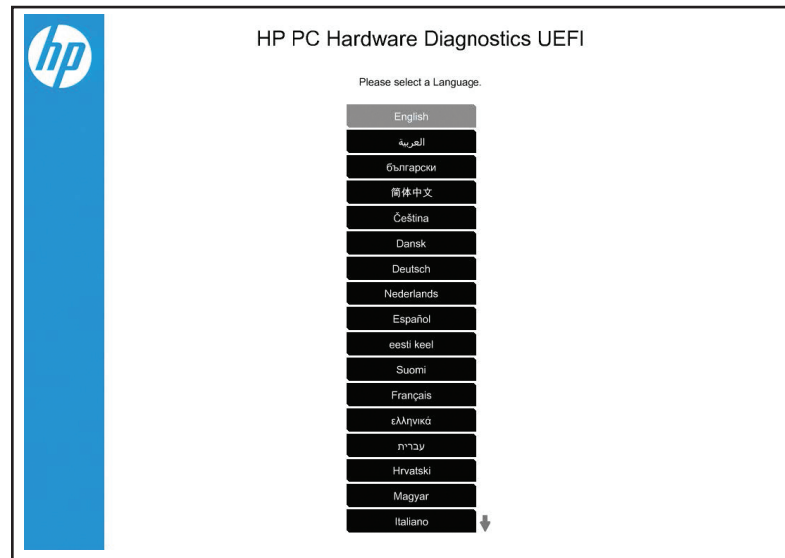 hp
HP PC Hardware Diagnostics UEFI
Please select a Language.
English
العربية
български
简体中文
Čeština
Dansk
Deutsch
Nederlands
Español
eesti keel
Suomi
Français
ελληνικά
עברית
Hrvatski
Magyar
Italiano